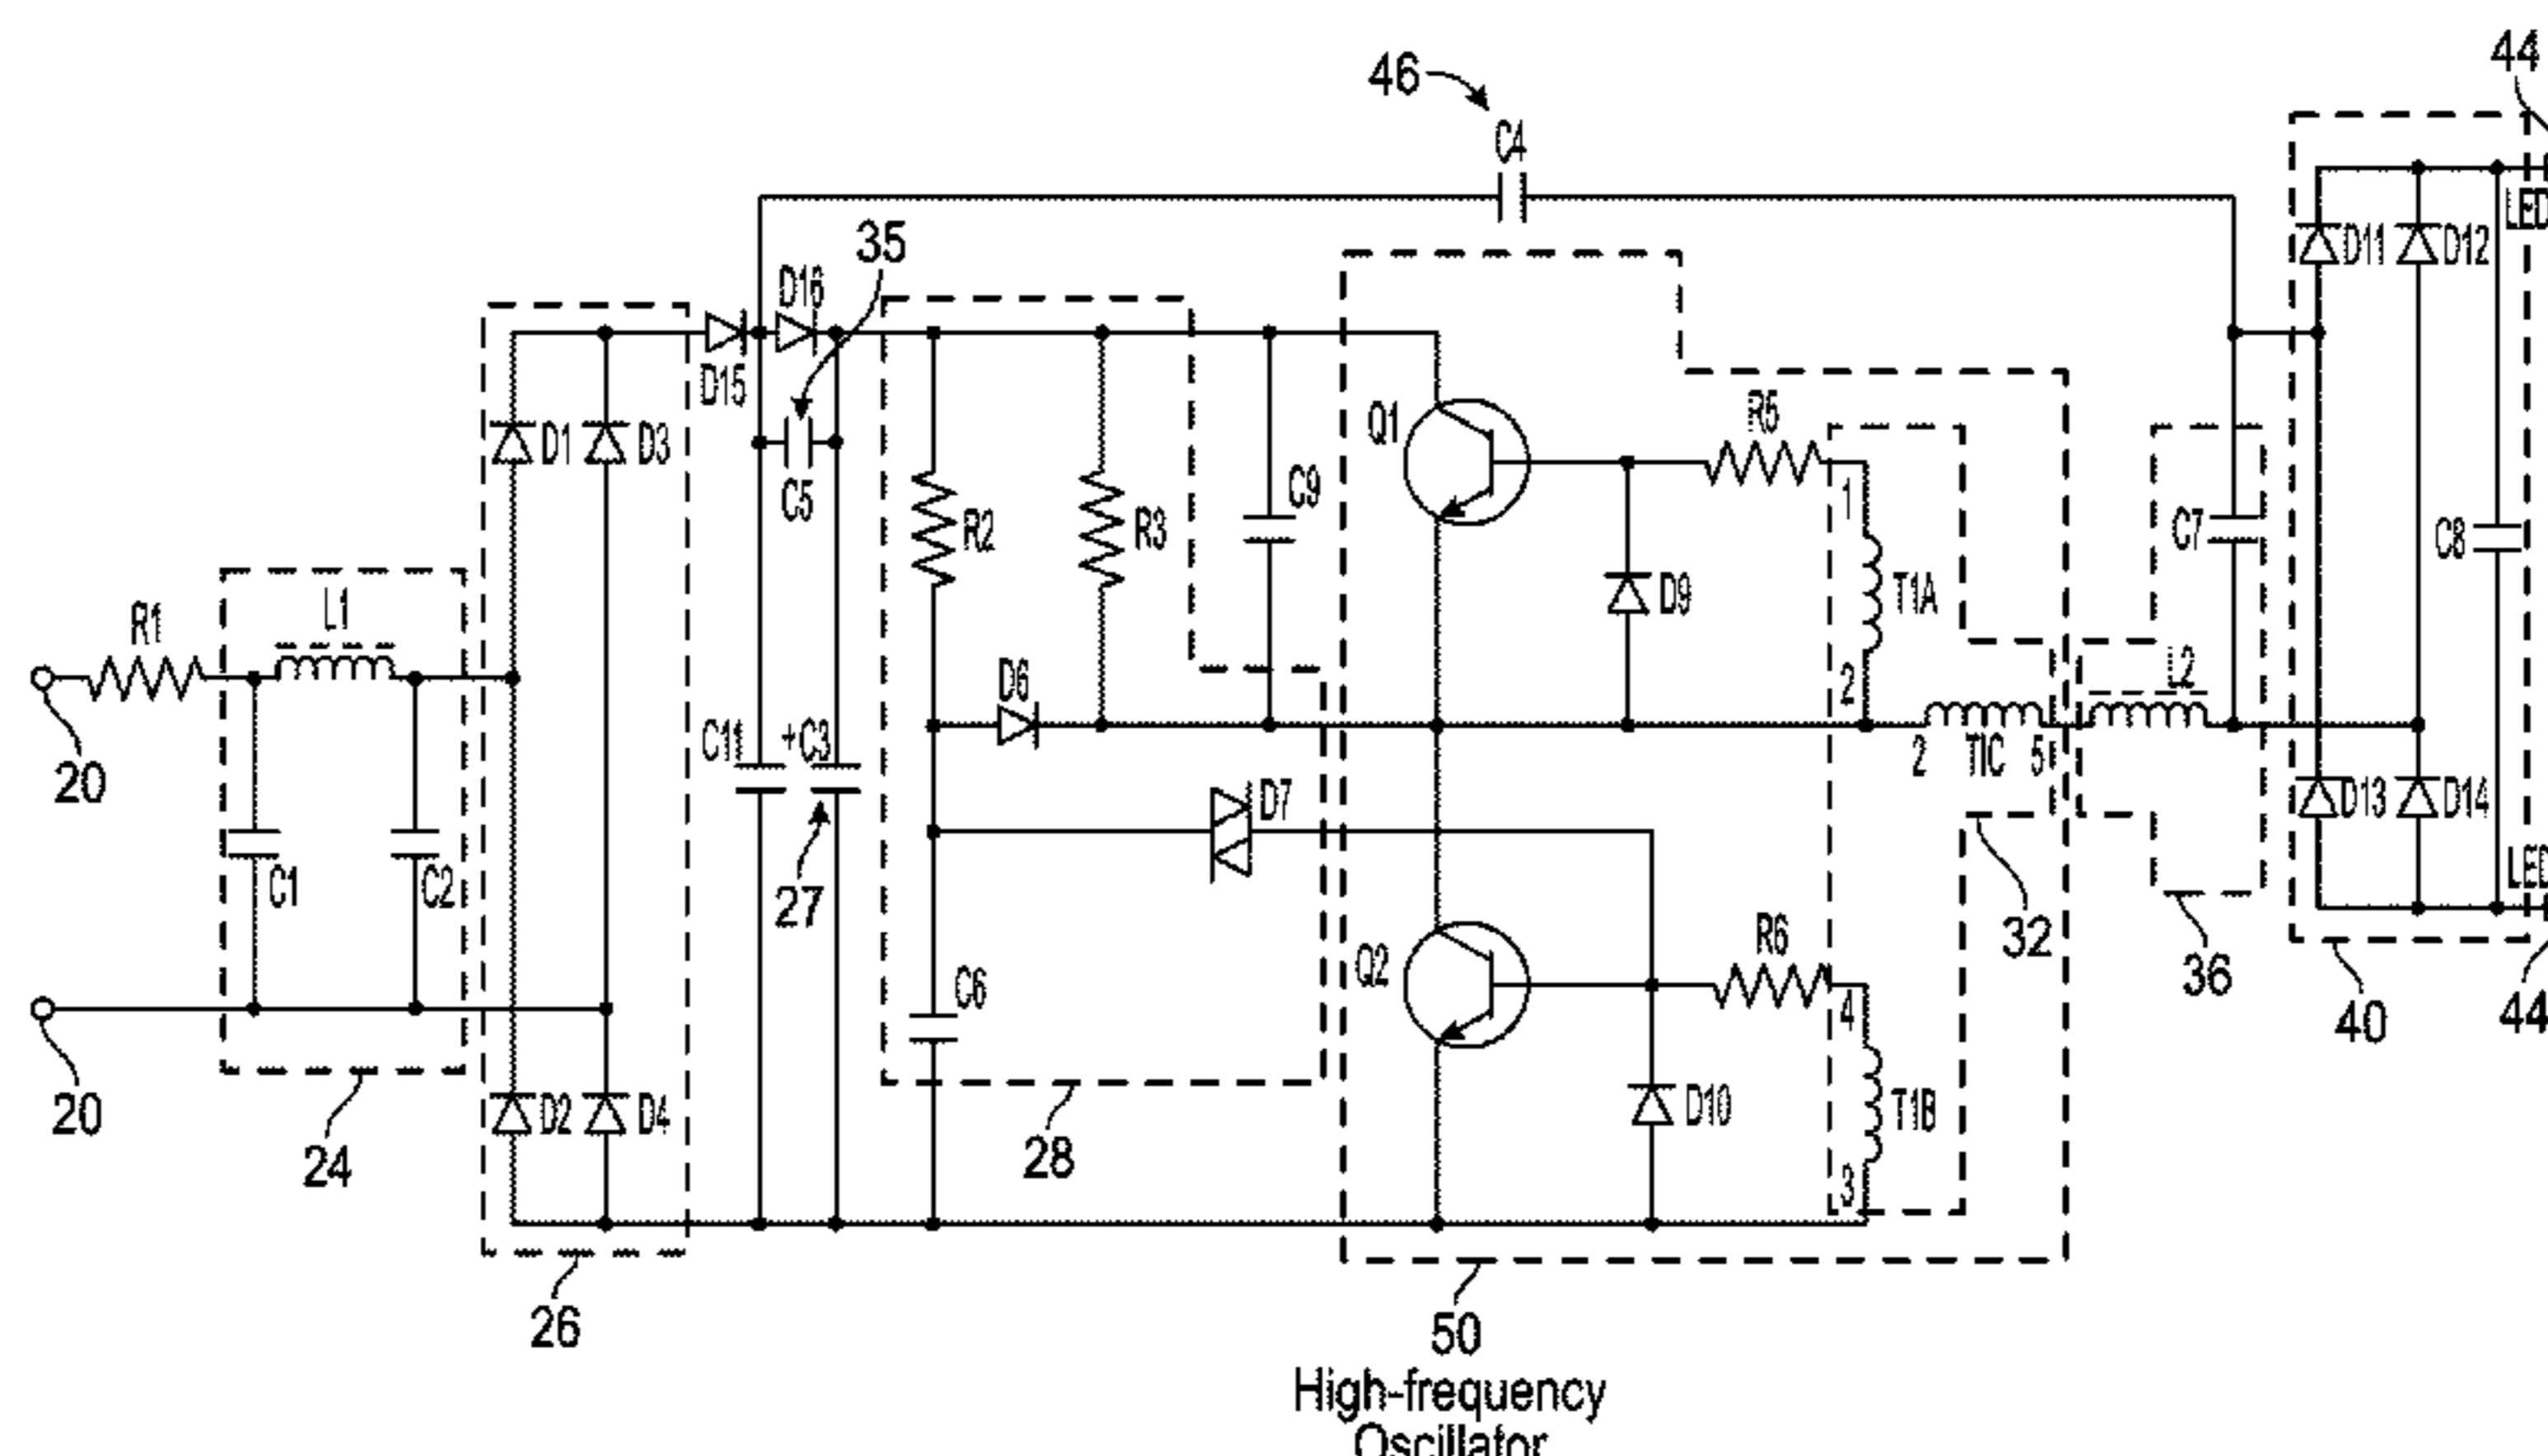 44
46
C4
LED
35
D16
D11
D12
D15
R5
Q1
D1
D3
1
C9
C5
R2
R3
C7
C8
L1
R1
D9
T1A
D6
2
L2
C11
+C3
2
T1C
5
20
D7
D13
D14
C1
C2
27
LED
32
R6
Q2
36
C6
4
44
40
20
D2
D4
D10
T1B
24
28
3
26
50
High-frequency
Oscillator